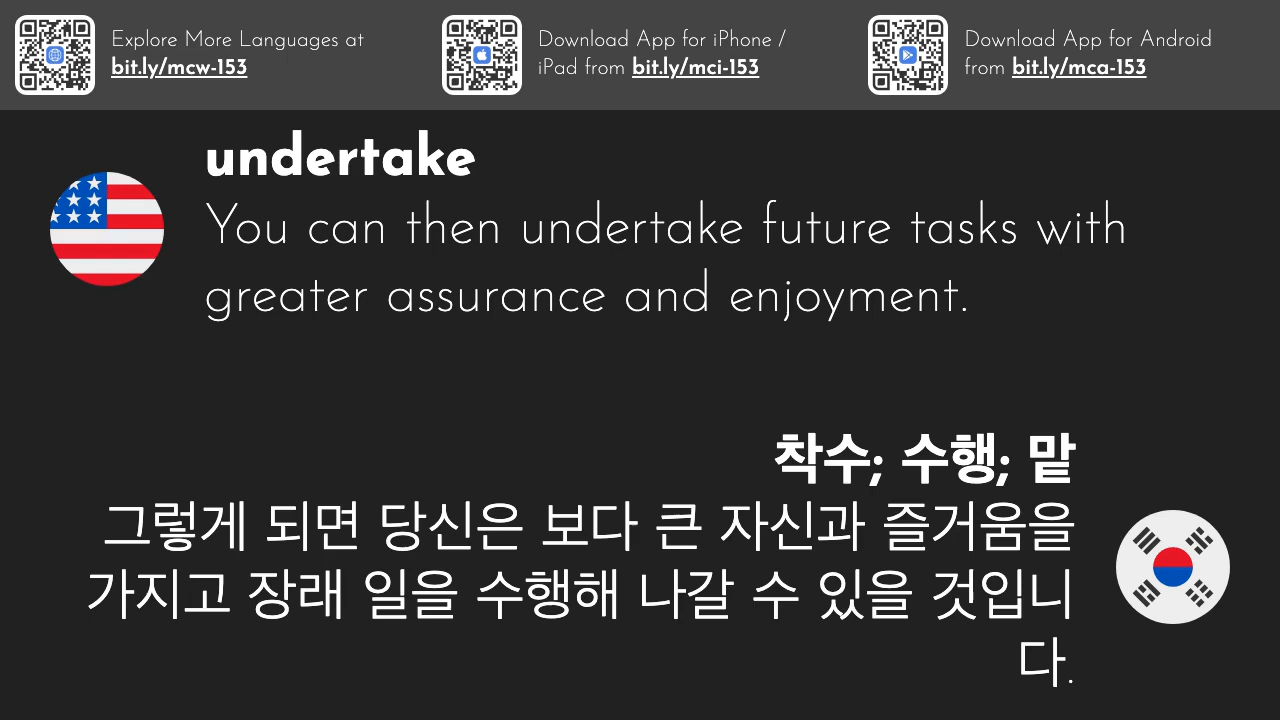 Explore More Languages at
bit.ly/mcw-153
Download App for iPhone /
iPad from bit.ly/mci-153
Download App for Android
from bit.ly/mca-153
undertake
You can then undertake future tasks with
greater assurance and enjoyment.
착수; 수행; 맡
그렇게 되면 당신은 보다 큰 자신과 즐거움을
가지고 장래 일을 수행해 나갈 수 있을 것입니
다.